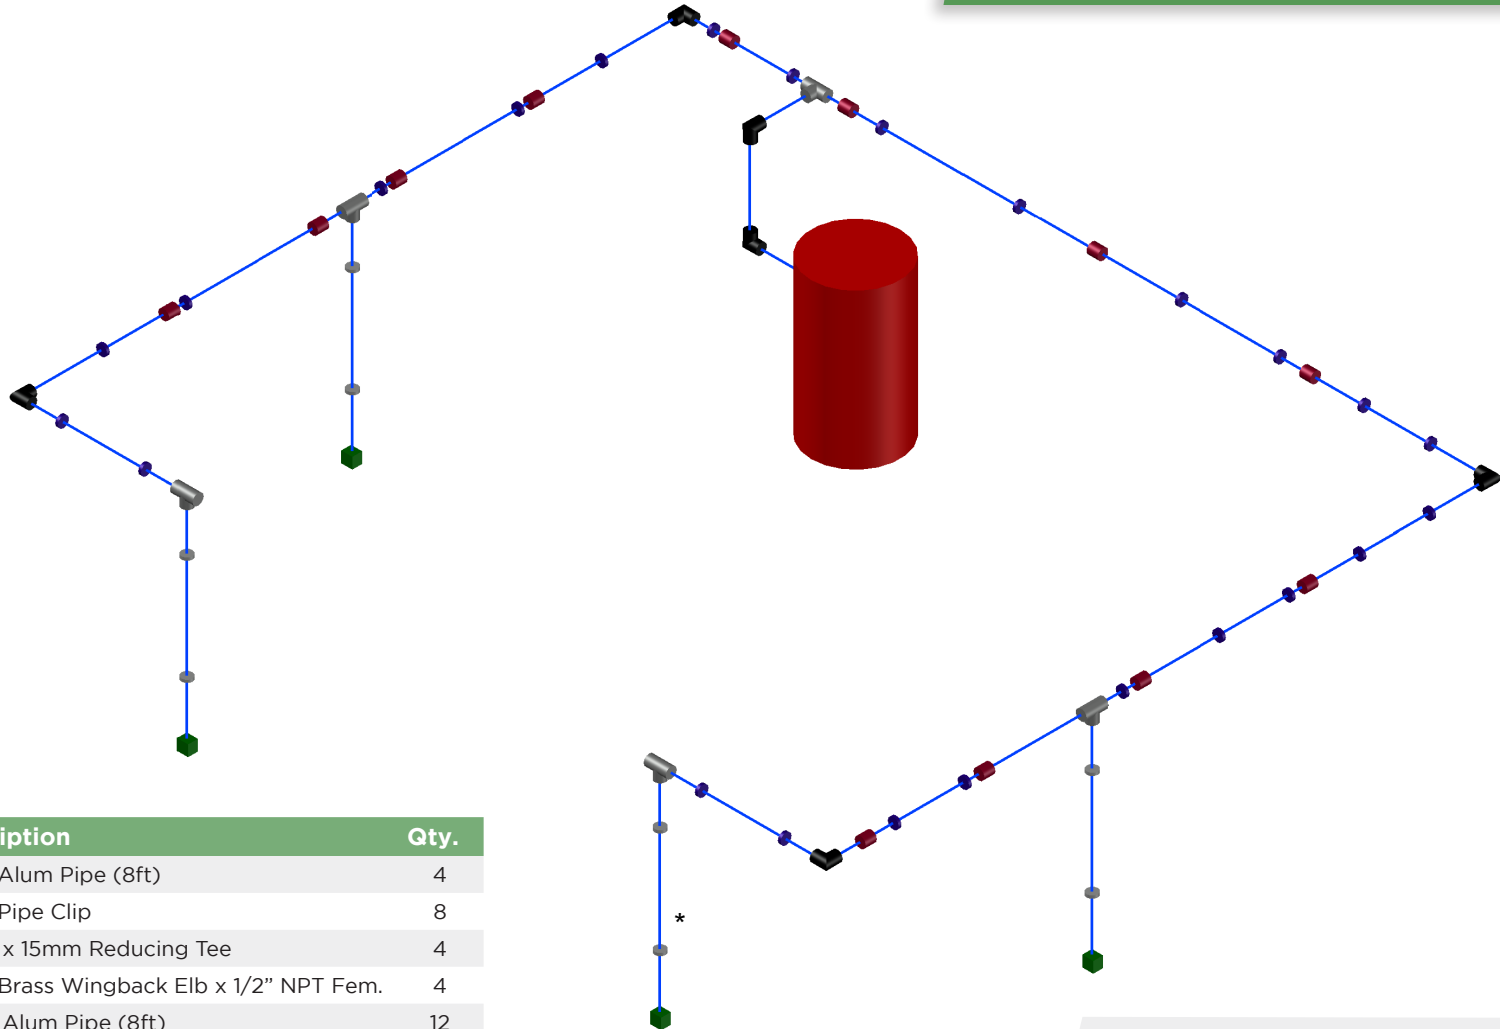 *
iption Qty.
Alum Pipe (8ft) 4
Pipe Clip 8
x 15mm Reducing Tee 4
Brass Wingback Elb x 1/2” NPT Fem. 4
Alum Pipe (8ft) 12